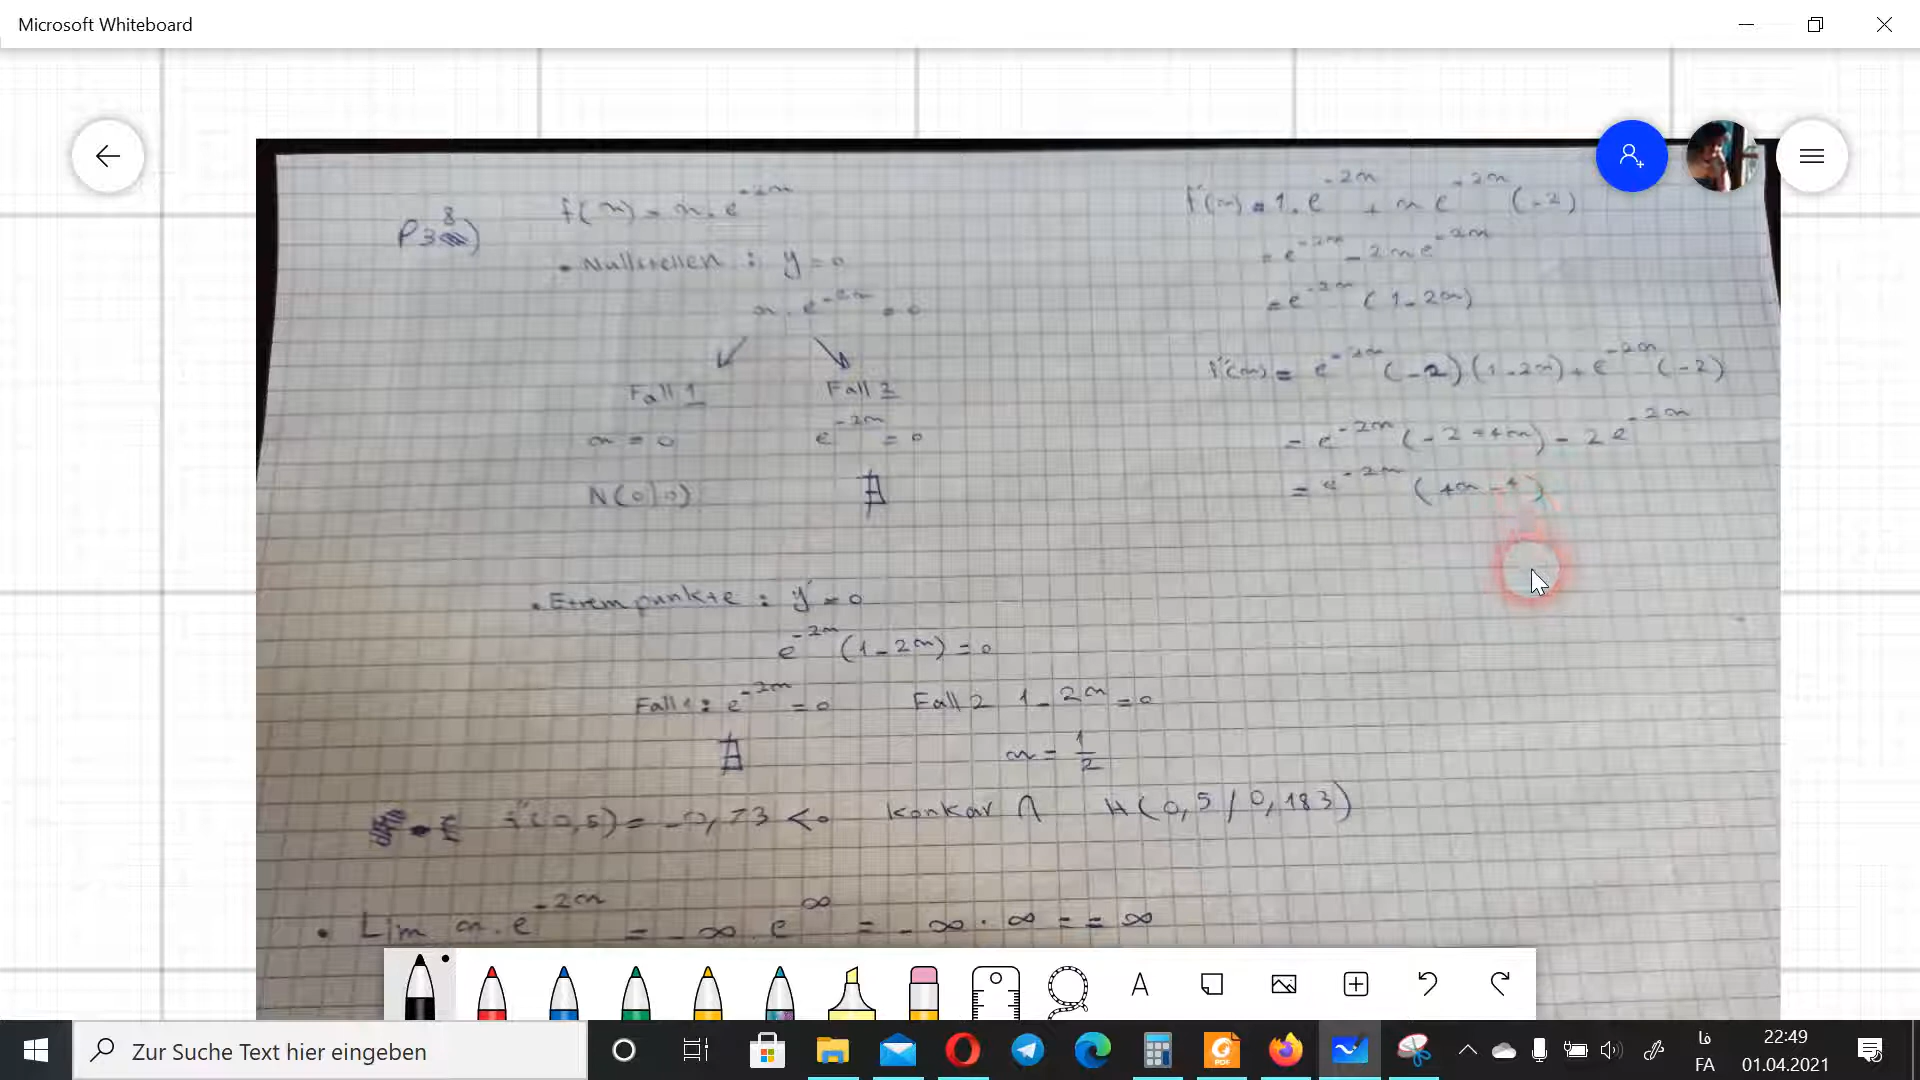 Microsoft Whiteboard
P38)
f(x) = x · e^-2x
• Nullstellen : y = 0
x · e^-2x = 0
Fall 1
Fall 2
x = 0
e^-2x = 0
N(0|0)
∄
f'(x) = 1 · e^-2x + x e^-2x (-2)
= e^-2x - 2x e^-2x
= e^-2x (1 - 2x)
f''(x) = e^-2x (-2) (1 - 2x) + e^-2x (-2)
= e^-2x (-2 + 4x) - 2 e^-2x
= e^-2x (4x - 4)
• Extrempunkte : y' = 0
e^-2x (1 - 2x) = 0
Fall 1 : e^-2x = 0
Fall 2 1 - 2x = 0
∄
x = 1/2
f''(0,5) = -0,73 < 0 konkav ∩ H(0,5 / 0,183)
• Lim x · e^-2x = -∞ · e^∞ = -∞ · ∞ = = ∞
A
Zur Suche Text hier eingeben
PDF
فا
FA
22:49
01.04.2021